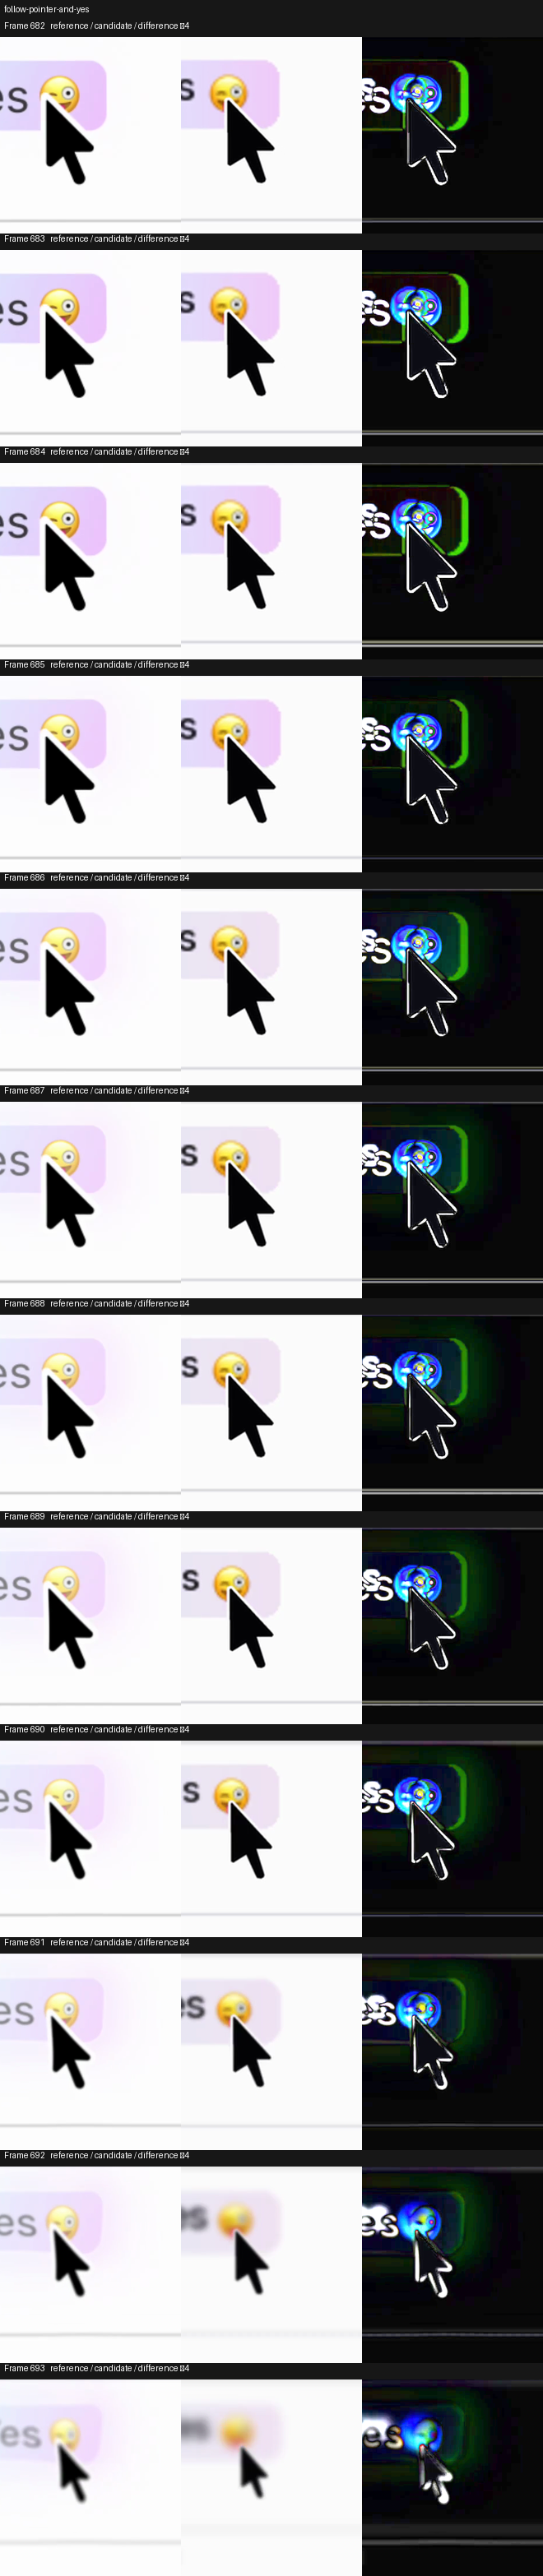 follow-pointer-and-yes
Frame 682 reference / candidate / difference □4
es 😜 s 😜 es
Frame 683 reference / candidate / difference □4
es 😜 s 😜 es
Frame 684 reference / candidate / difference □4
es 😜 s 😜 es
Frame 685 reference / candidate / difference □4
es 😜 s 😜 es
Frame 686 reference / candidate / difference □4
es 😜 s 😜 es
Frame 687 reference / candidate / difference □4
es 😜 s 😜 es
Frame 688 reference / candidate / difference □4
es 😜 s 😜 es
Frame 689 reference / candidate / difference □4
es 😜 s 😜 es
Frame 690 reference / candidate / difference □4
es 😜 s 😜 es
Frame 691 reference / candidate / difference □4
es 😜 es 😜 es
Frame 692 reference / candidate / difference □4
es 😜 es 😜 es
Frame 693 reference / candidate / difference □4
Yes 😜 es 😜 es